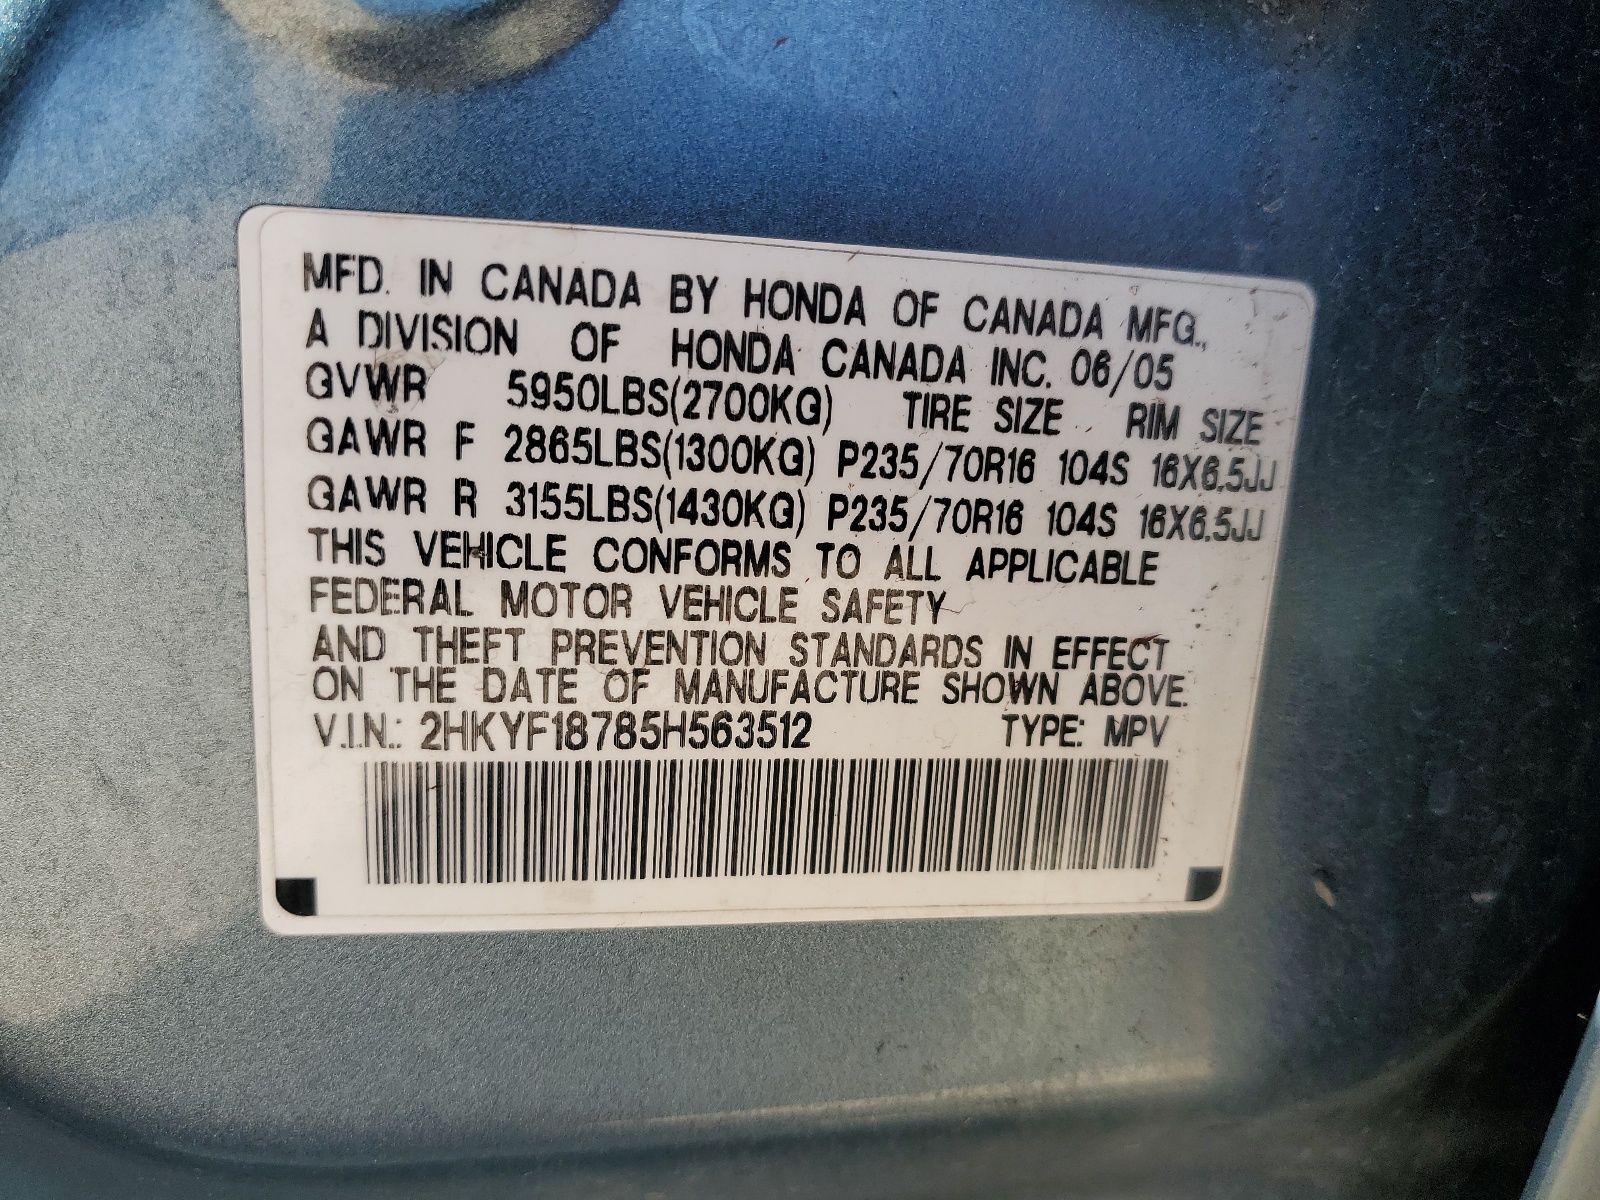 MFD. IN CANADA BY HONDA OF CANADA MFG.,
A DIVISION OF HONDA CANADA INC. 06/05
GVWR 5950LBS(2700KG) TIRE SIZE RIM SIZE
GAWR F 2865LBS(1300KG) P235/70R16 104S 16X6.5JJ
GAWR R 3155LBS(1430KG) P235/70R16 104S 16X6.5JJ
THIS VEHICLE CONFORMS TO ALL APPLICABLE
FEDERAL MOTOR VEHICLE SAFETY
AND THEFT PREVENTION STANDARDS IN EFFECT
ON THE DATE OF MANUFACTURE SHOWN ABOVE.
V.I.N.: 2HKYF18785H563512 TYPE: MPV